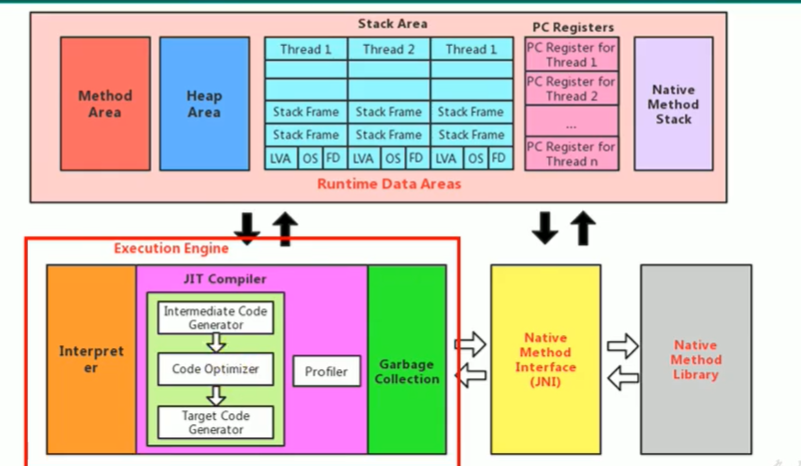 Stack Area
PC Registers
Method
Area
Heap
Area
Thread 1
Thread 2
Thread 1
Stack Frame
Stack Frame
Stack Frame
Stack Frame
Stack Frame
Stack Frame
LVA
OS
FD
LVA
OS
FD
LVA
OS
FD
PC Register for
Thread 1
PC Register for
Thread 2
...
PC Register for
Thread n
Native
Method
Stack
Runtime Data Areas
Execution Engine
Interpret
er
JIT Compiler
Intermediate Code
Generator
Code Optimizer
Target Code
Generator
Profiler
Garbage
Collection
Native
Method
Interface
(JNI)
Native
Method
Library